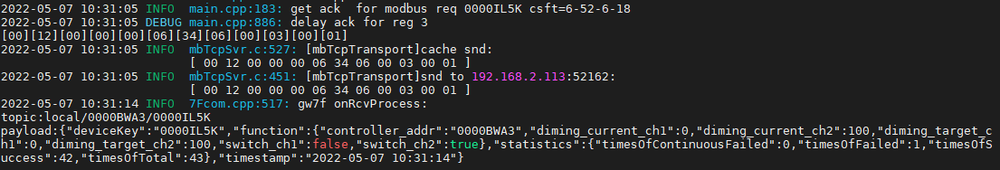 2022-05-07 10:31:05 INFO  main.cpp:183: get ack  for modbus req 0000IL5K csft=6-52-6-18
2022-05-07 10:31:05 DEBUG main.cpp:886: delay ack for reg 3
[00][12][00][00][00][06][34][06][00][03][00][01]
2022-05-07 10:31:05 INFO  mbTcpSvr.c:527: [mbTcpTransport]cache snd:
[ 00 12 00 00 00 06 34 06 00 03 00 01 ]
2022-05-07 10:31:05 INFO  mbTcpSvr.c:451: [mbTcpTransport]snd to 192.168.2.113:52162:
[ 00 12 00 00 00 06 34 06 00 03 00 01 ]
2022-05-07 10:31:14 INFO  7Fcom.cpp:517: gw7f onRcvProcess:
topic:local/0000BWA3/0000IL5K
payload:{"deviceKey":"0000IL5K","function":{"controller_addr":"0000BWA3","diming_current_ch1":0,"diming_current_ch2":100,"diming_target_c
h1":0,"diming_target_ch2":100,"switch_ch1":false,"switch_ch2":true},"statistics":{"timesOfContinuousFailed":0,"timesOfFailed":1,"timesOfS
uccess":42,"timesOfTotal":43},"timestamp":"2022-05-07 10:31:14"}